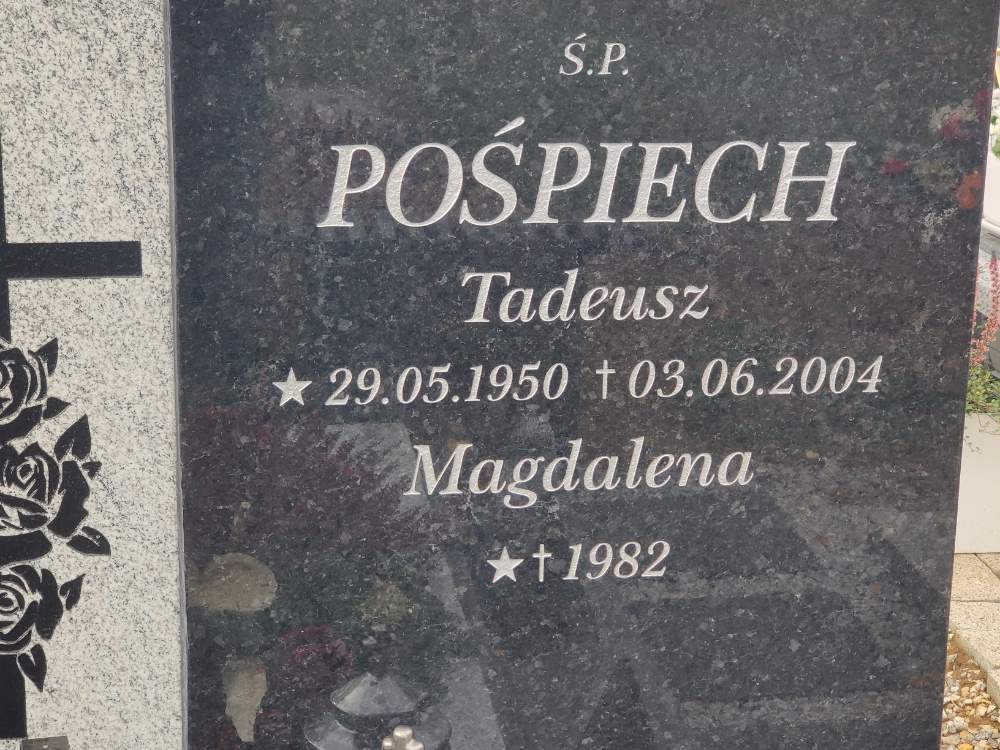 Ś.P.
POŚPIECH
Tadeusz
★ 29.05.1950 † 03.06.2004
Magdalena
★ † 1982